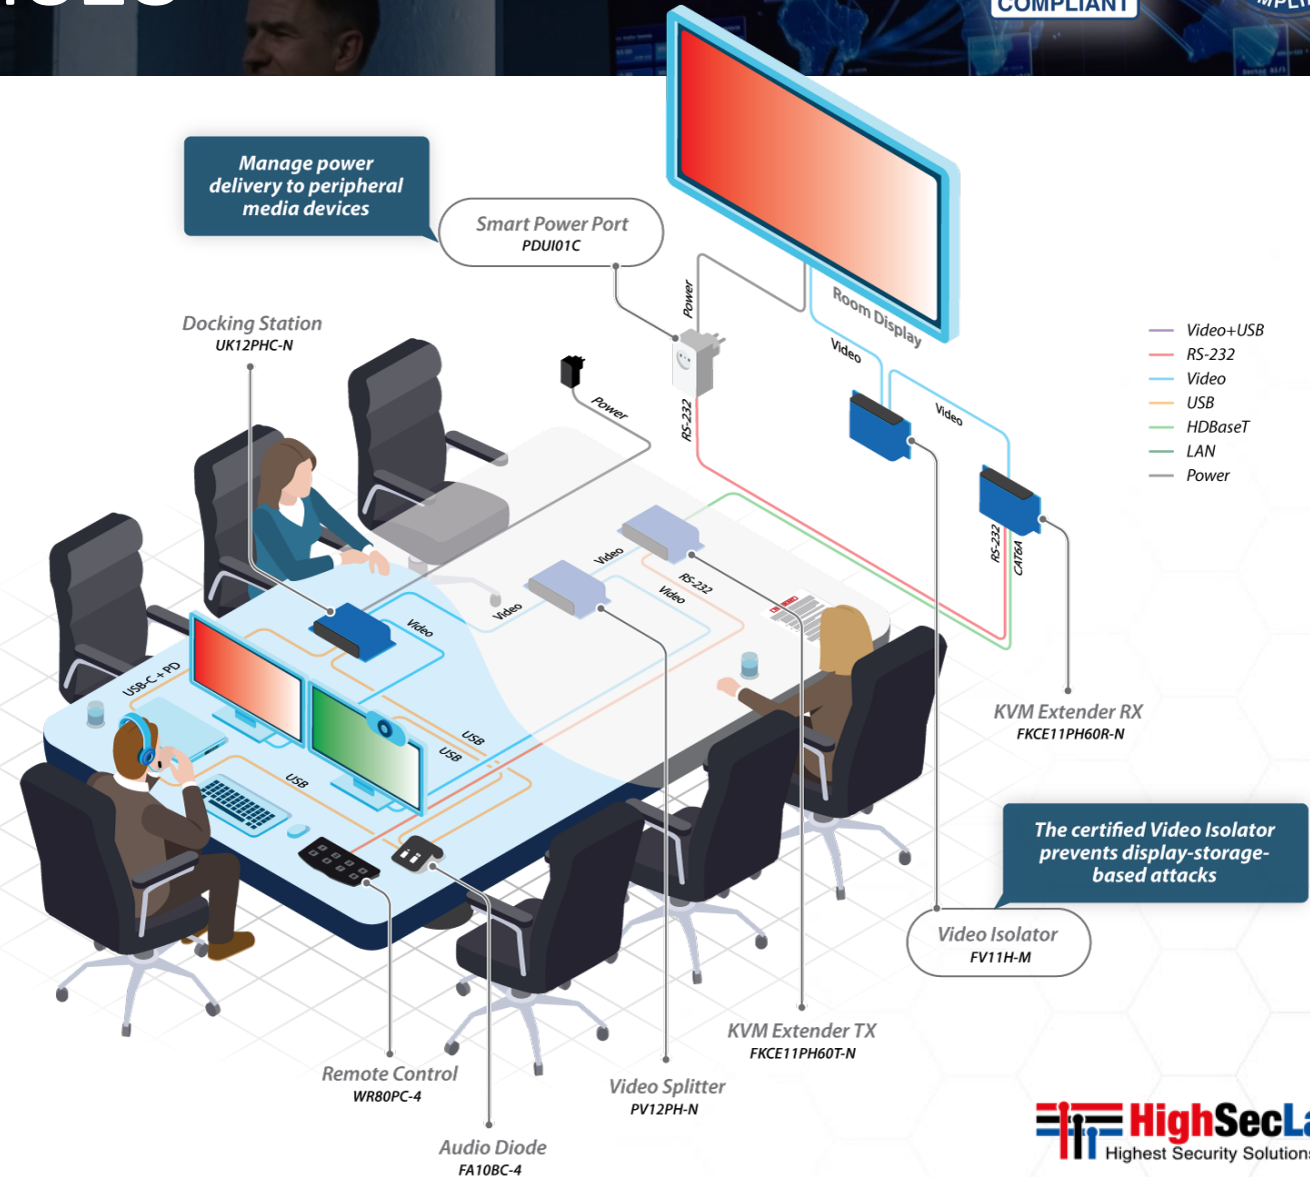 COMPLIANT
Manage power
delivery to peripheral
media devices
Smart Power Port
PDUI01C
Docking Station
UK12PHC-N
Power
Room Display
Video
Video+USB
RS-232
Video
USB
HDBaseT
LAN
Power
Power
RS-232
Video
RS-232
CAT6A
Video
RS-232
Video
Video
Video
USB-C + PD
USB
USB
USB
KVM Extender RX
FKCE11PH60R-N
The certified Video Isolator
prevents display-storage-
based attacks
Video Isolator
FV11H-M
KVM Extender TX
FKCE11PH60T-N
Remote Control
WR80PC-4
Video Splitter
PV12PH-N
Audio Diode
FA10BC-4
HighSecLa
Highest Security Solutions